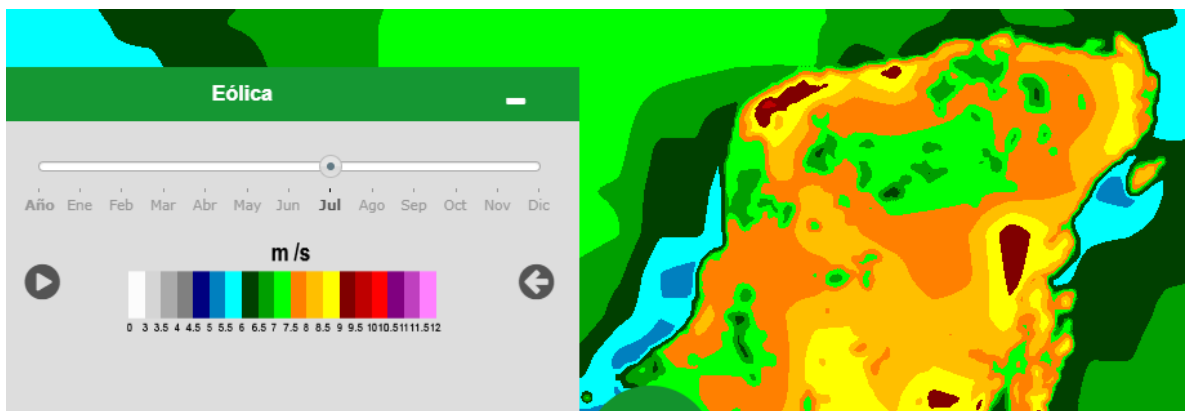 Eólica
Año Ene Feb Mar Abr May Jun Jul Ago Sep Oct Nov Dic
m /s
0 3 3.5 4 4.5 5 5.5 6 6.5 7 7.5 8 8.5 9 9.5 10 10.5 11 11.5 12